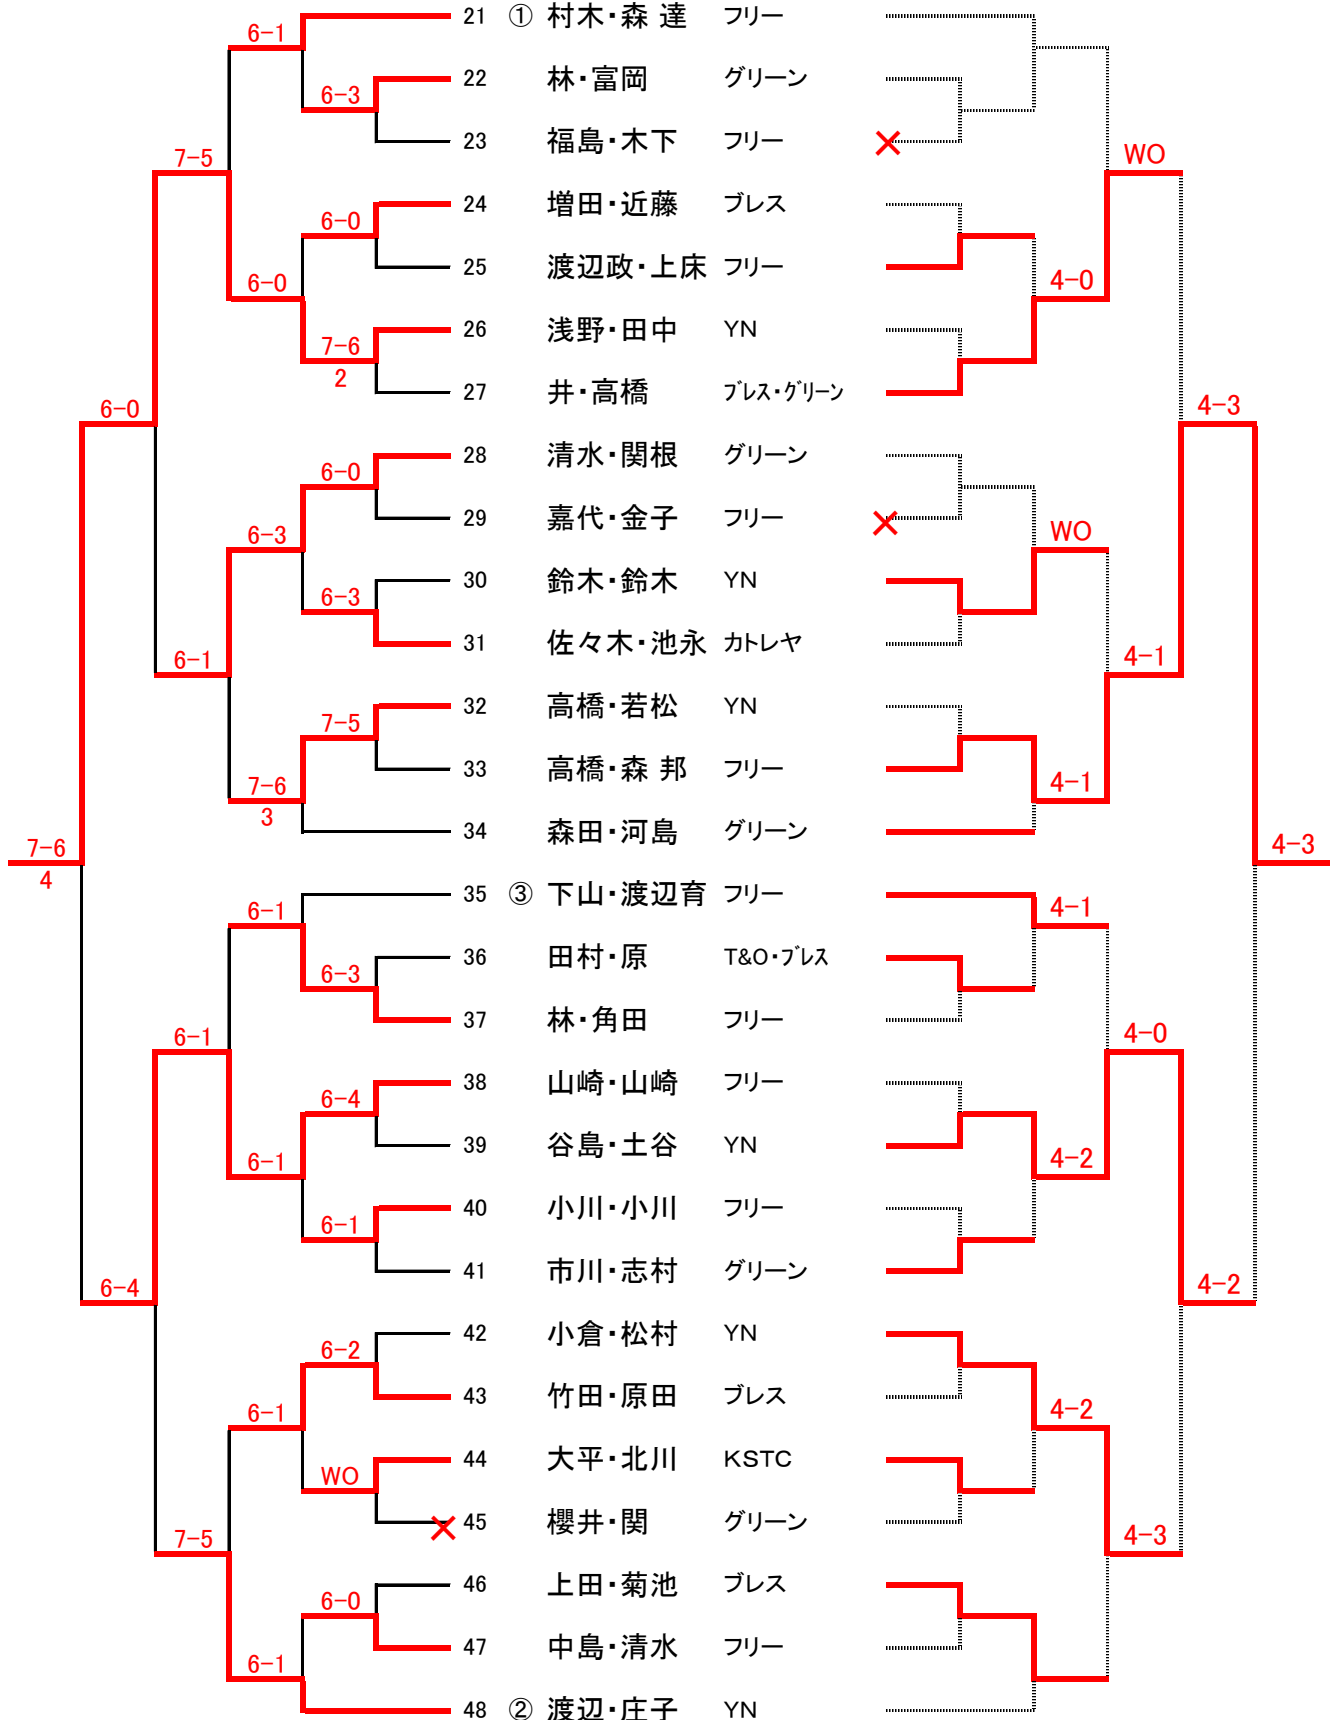 21 ① 村木・森 達 フリー
6-1
22 林・富岡 グリーン
6-3
23 福島・木下 フリー
7-5 WO
24 増田・近藤 ブレス
6-0
25 渡辺政・上床 フリー
6-0 4-0
26 浅野・田中 YN
7-6
2
27 井・高橋 ブレス・グリーン
6-0 4-3
28 清水・関根 グリーン
6-0
29 嘉代・金子 フリー
6-3 WO
30 鈴木・鈴木 YN
6-3
31 佐々木・池永 カトレヤ
6-1 4-1
32 高橋・若松 YN
7-5
33 高橋・森 邦 フリー
7-6 4-1
3
34 森田・河島 グリーン
7-6 4-3
4
35 ③ 下山・渡辺育 フリー
6-1 4-1
36 田村・原 T&O・ブレス
6-3
37 林・角田 フリー
6-1 4-0
38 山崎・山崎 フリー
6-4
39 谷島・土谷 YN
6-1 4-2
40 小川・小川 フリー
6-1
41 市川・志村 グリーン
6-4 4-2
42 小倉・松村 YN
6-2
43 竹田・原田 ブレス
6-1 4-2
44 大平・北川 KSTC
WO
45 櫻井・関 グリーン
7-5 4-3
46 上田・菊池 ブレス
6-0
47 中島・清水 フリー
6-1
48 ② 渡辺・庄子 YN